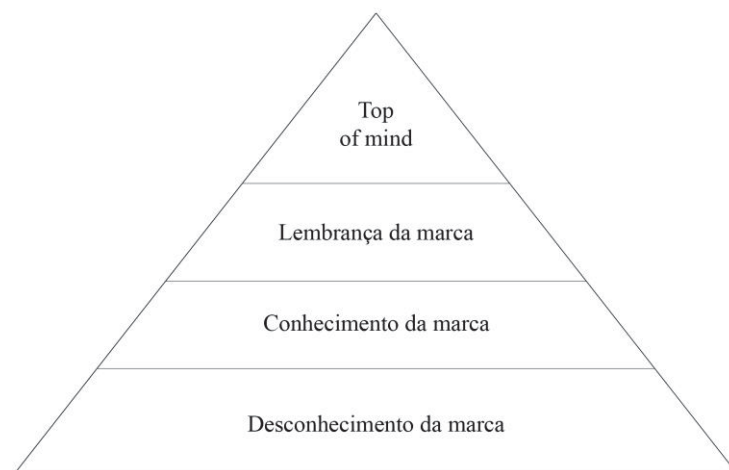 Top
of mind
Lembrança da marca
Conhecimento da marca
Desconhecimento da marca